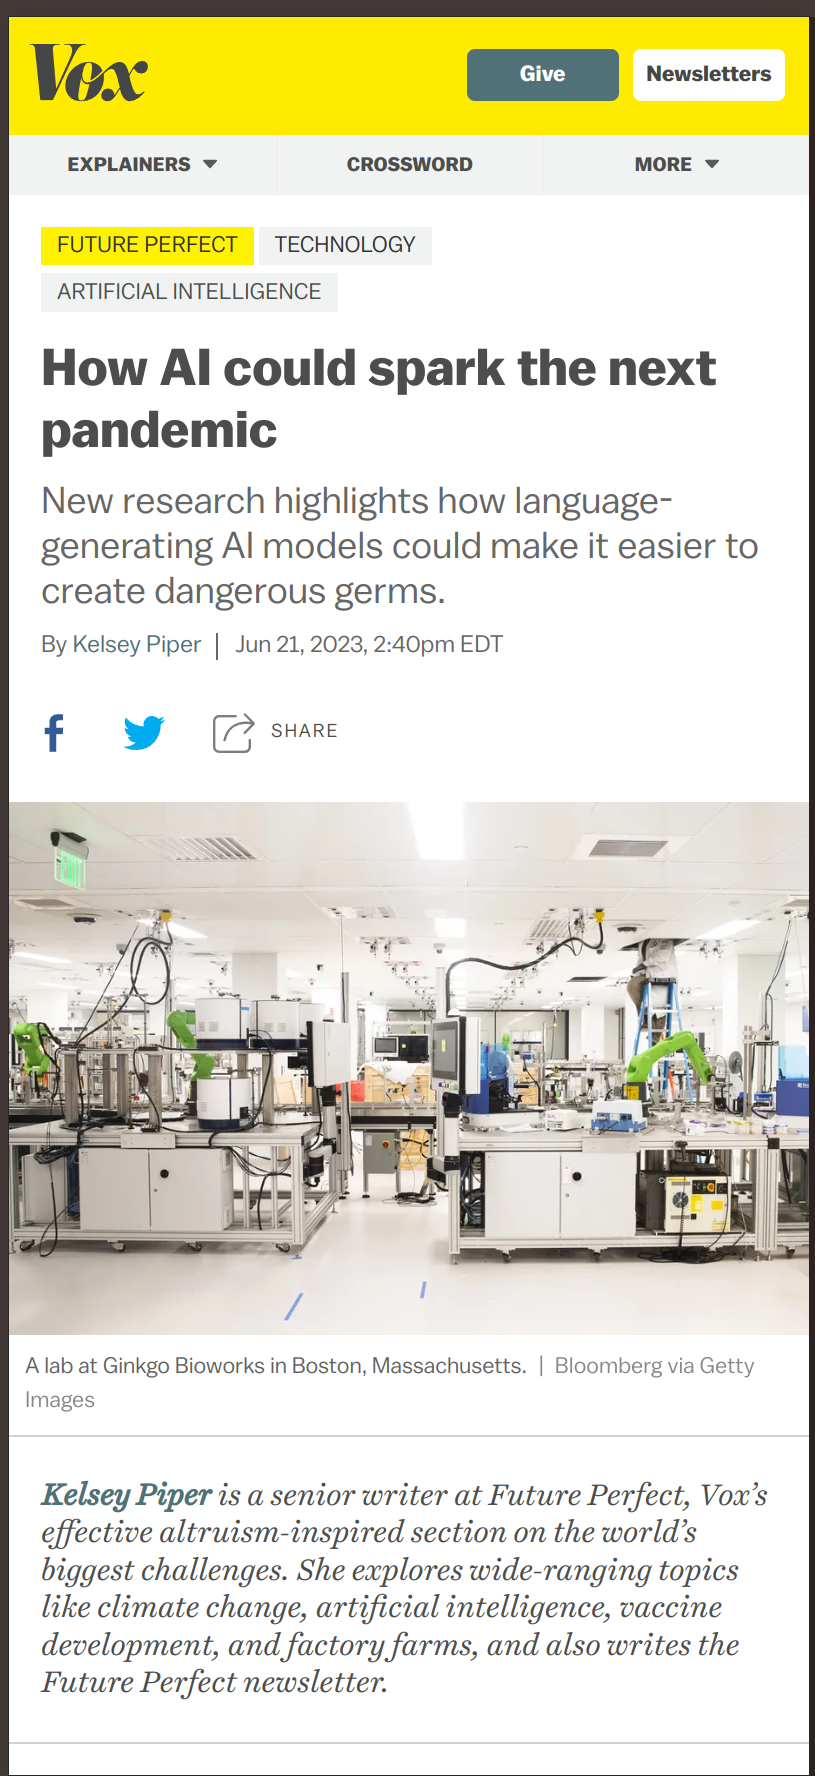 Vox
Give
Newsletters
EXPLAINERS
CROSSWORD
MORE
FUTURE PERFECT
TECHNOLOGY
ARTIFICIAL INTELLIGENCE
How AI could spark the next
pandemic
New research highlights how language-
generating AI models could make it easier to
create dangerous germs.
By Kelsey Piper | Jun 21, 2023, 2:40pm EDT
SHARE
A lab at Ginkgo Bioworks in Boston, Massachusetts. | Bloomberg via Getty
Images
Kelsey Piper is a senior writer at Future Perfect, Vox’s
effective altruism-inspired section on the world’s
biggest challenges. She explores wide-ranging topics
like climate change, artificial intelligence, vaccine
development, and factory farms, and also writes the
Future Perfect newsletter.